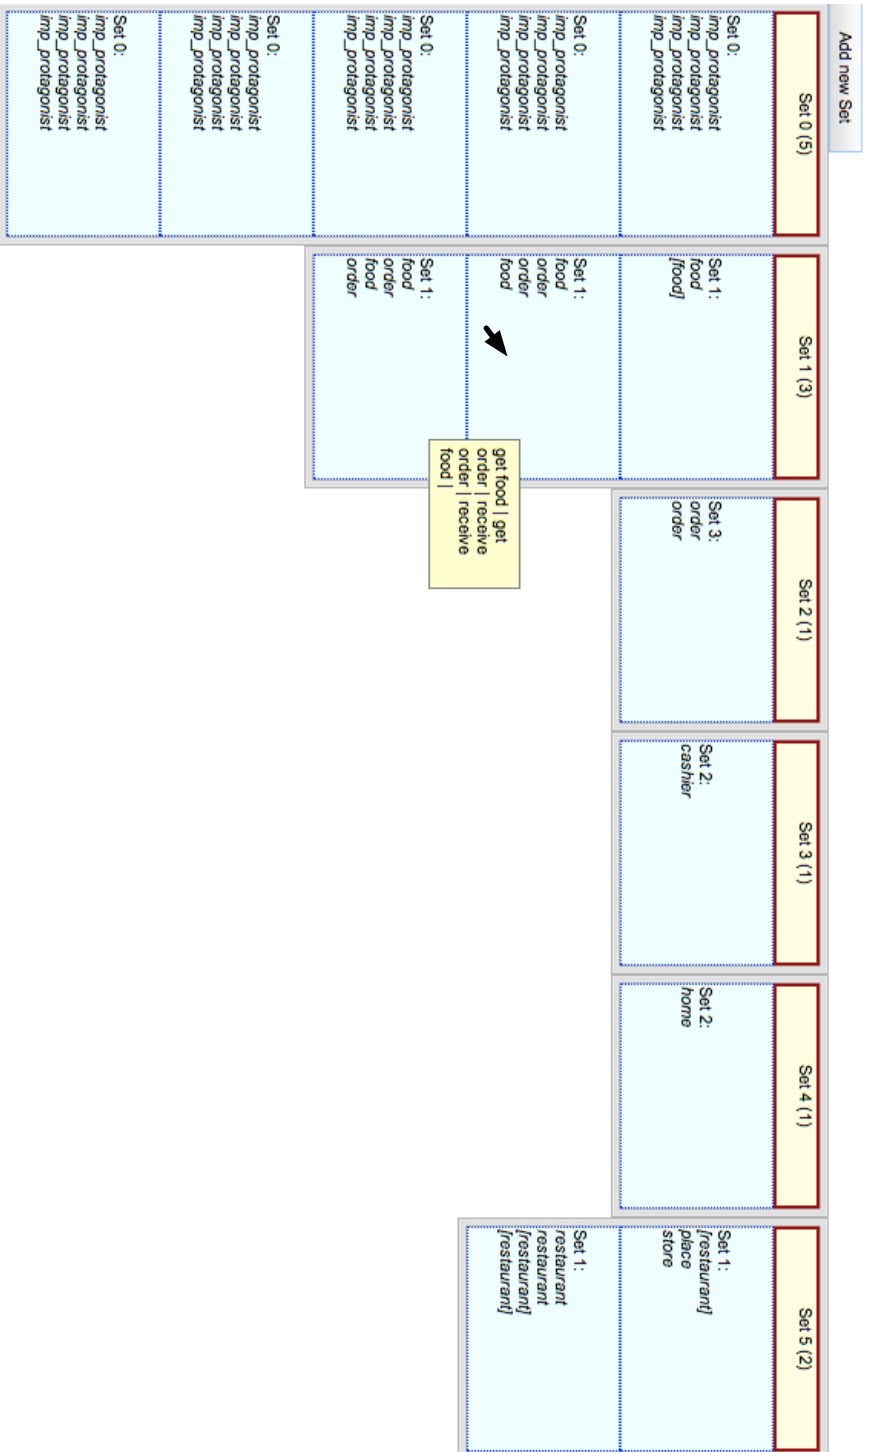 Add new Set
Set 0 (5)
Set 0:
imp_protagonist
imp_protagonist
imp_protagonist
imp_protagonist
Set 0:
imp_protagonist
imp_protagonist
imp_protagonist
imp_protagonist
Set 0:
imp_protagonist
imp_protagonist
imp_protagonist
imp_protagonist
Set 0:
imp_protagonist
imp_protagonist
imp_protagonist
imp_protagonist
Set 0:
imp_protagonist
imp_protagonist
imp_protagonist
imp_protagonist
Set 1 (3)
Set 1:
food
[food]
Set 1:
food
order
order
food
Set 1:
food
order
food
order
get food | get
order | receive
order | receive
food |
Set 2 (1)
Set 3:
order
order
Set 3 (1)
Set 2:
cashier
Set 4 (1)
Set 2:
home
Set 5 (2)
Set 1:
[restaurant]
place
store
Set 1:
restaurant
restaurant
[restaurant]
[restaurant]